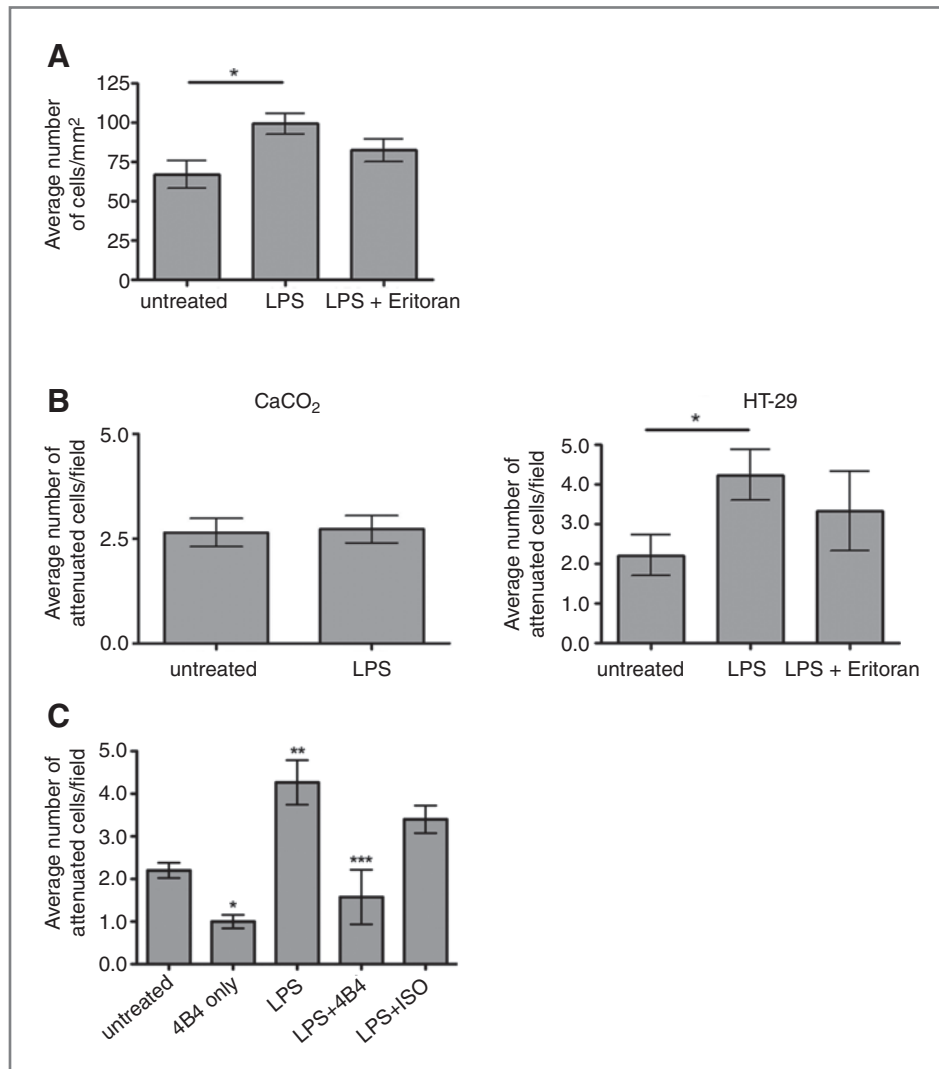 A
*
Average number
of cells/mm²
125
100
75
50
25
0
untreated LPS LPS + Eritoran
B
CaCO₂
Average number of
attenuated cells/field
5.0
2.5
0.0
untreated LPS
HT-29
*
Average number of
attenuated cells/field
5.0
4.0
3.0
2.0
1.0
0.0
untreated LPS LPS + Eritoran
C
Average number of
attenuated cells/field
5.0
4.0
3.0
2.0
1.0
0.0
*
**
***
untreated
4B4 only
LPS
LPS+4B4
LPS+ISO